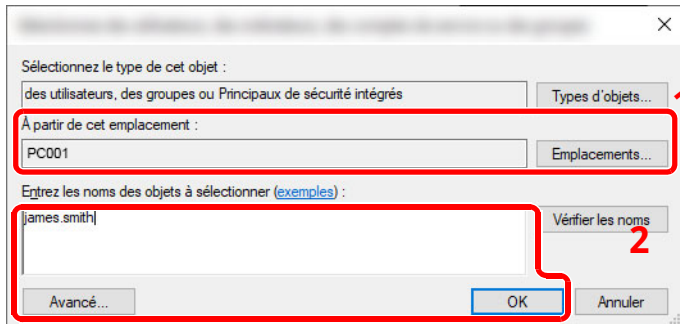 Sélectionnez le type de cet objet :
des utilisateurs, des groupes ou Principaux de sécurité intégrés
Types d'objets...
À partir de cet emplacement :
PC001
Emplacements...
Entrez les noms des objets à sélectionner (exemples) :
james.smith
Vérifier les noms
2
Avancé...
OK
Annuler